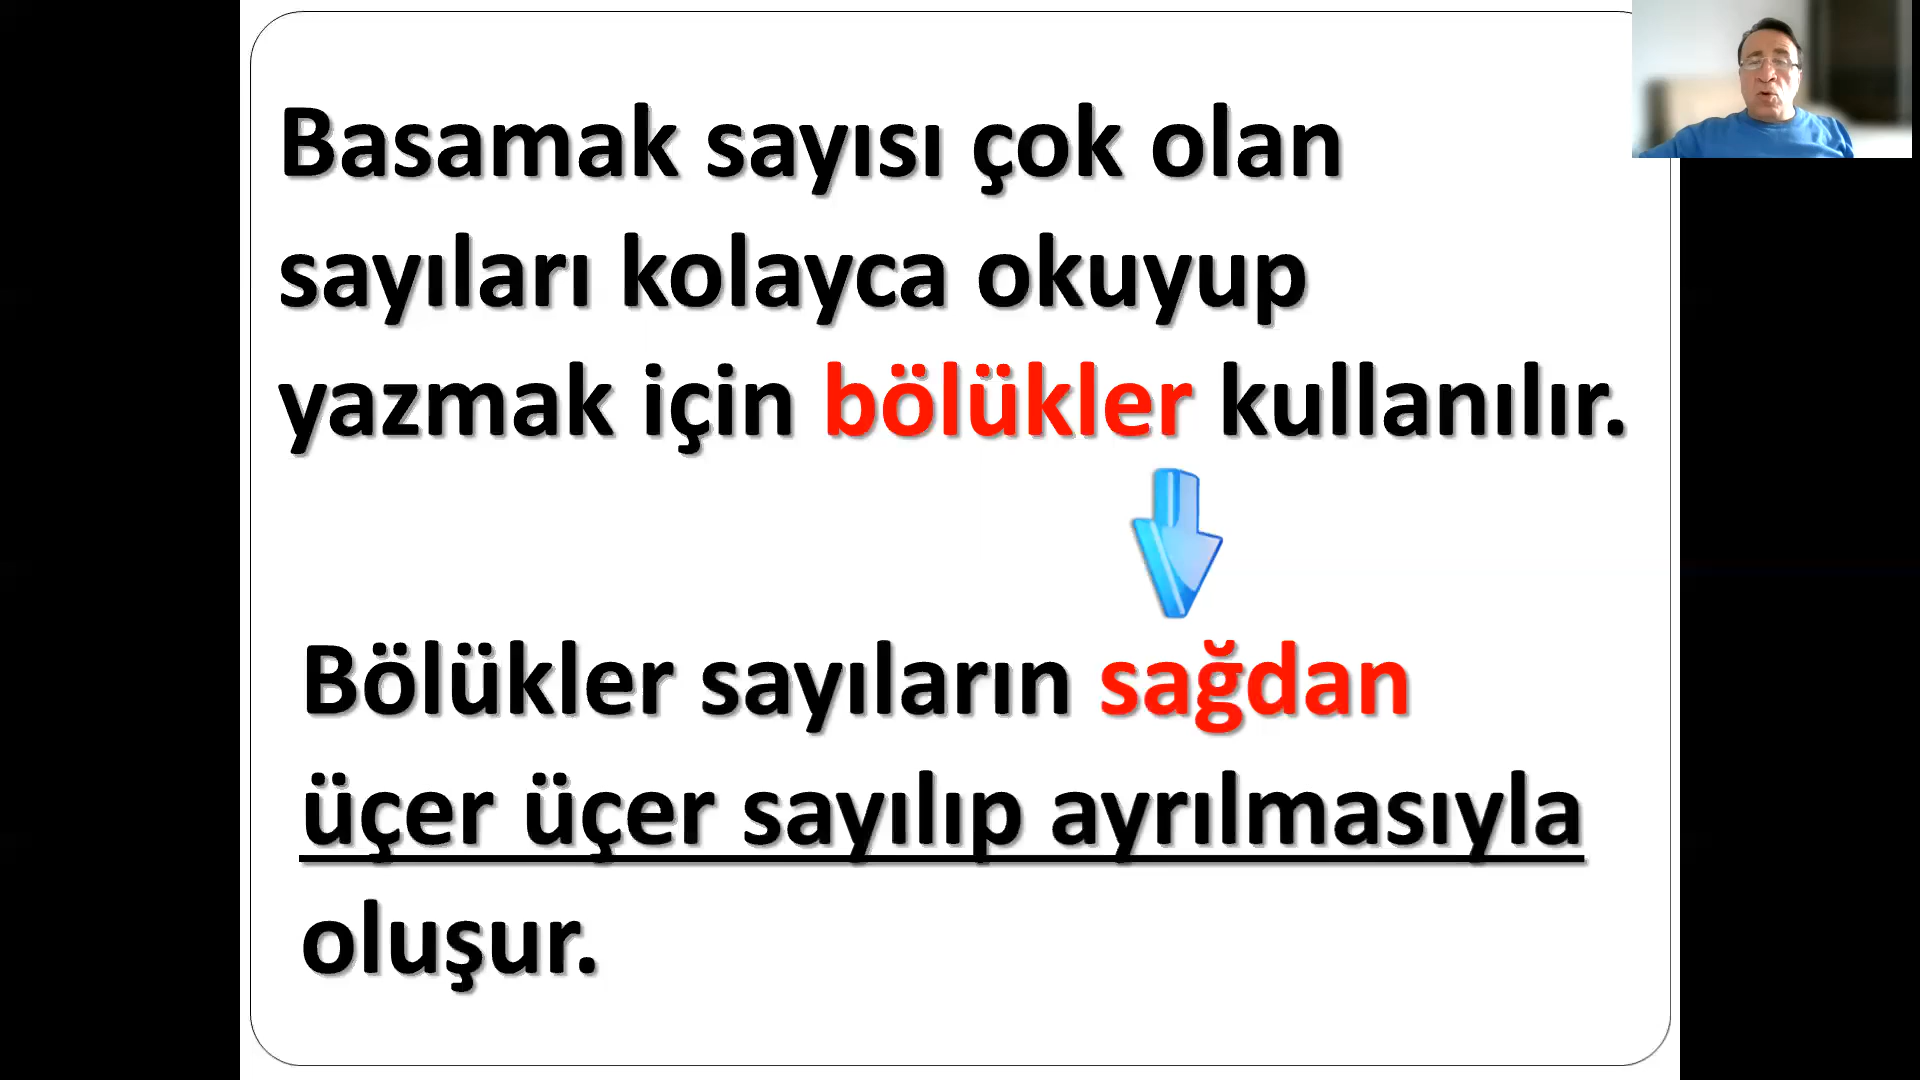 Basamak sayısı çok olan
sayıları kolayca okuyup
yazmak için bölükler kullanılır.
Bölükler sayıların sağdan
üçer üçer sayılıp ayrılmasıyla
oluşur.